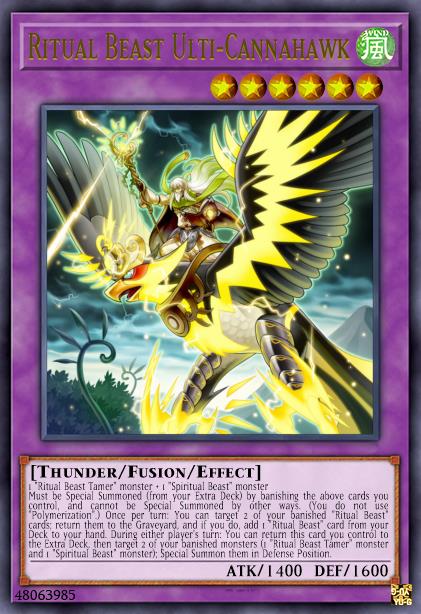 Ritual Beast Ulti-Cannahawk
WIND
風
[Thunder/Fusion/Effect]
1 "Ritual Beast Tamer" monster + 1 "Spiritual Beast" monster
Must be Special Summoned (from your Extra Deck) by banishing the above cards you
control, and cannot be Special Summoned by other ways. (You do not use
"Polymerization".) Once per turn: You can target 2 of your banished "Ritual Beast"
cards; return them to the Graveyard, and if you do, add 1 "Ritual Beast" card from your
Deck to your hand. During either player's turn: You can return this card you control to
the Extra Deck, then target 2 of your banished monsters (1 "Ritual Beast Tamer" monster
and 1 "Spiritual Beast" monster); Special Summon them in Defense Position.
ATK/1400 DEF/1600
48063985